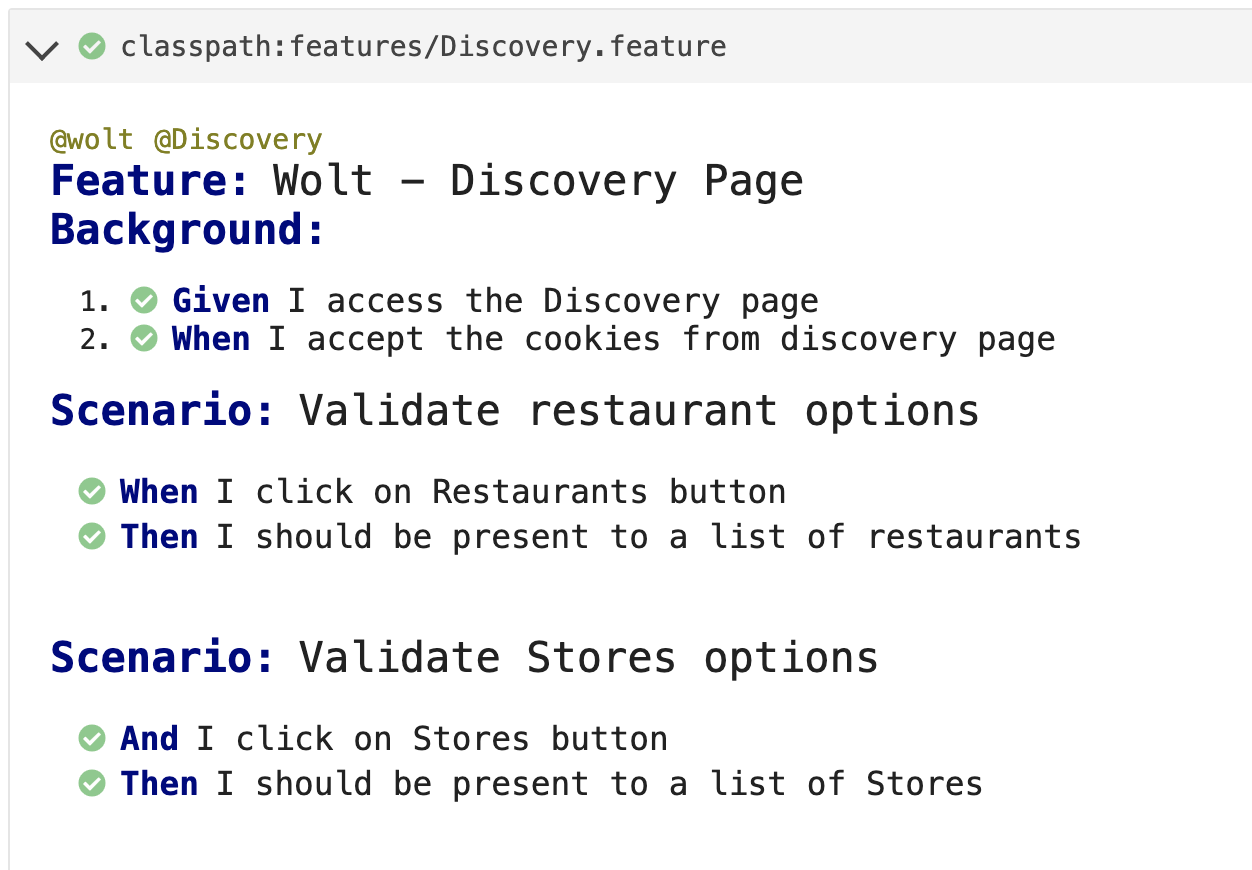 classpath:features/Discovery.feature
@wolt @Discovery
Feature: Wolt - Discovery Page
Background:
1. Given I access the Discovery page
2. When I accept the cookies from discovery page
Scenario: Validate restaurant options
When I click on Restaurants button
Then I should be present to a list of restaurants
Scenario: Validate Stores options
And I click on Stores button
Then I should be present to a list of Stores